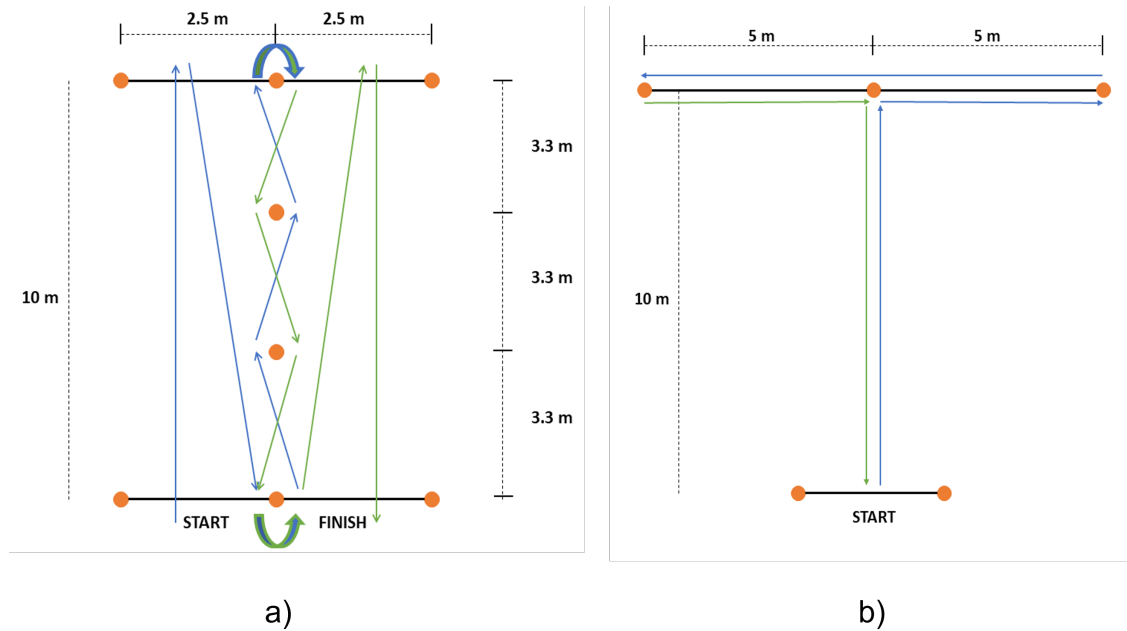 2.5 m 2.5 m
3.3 m
10 m
3.3 m
3.3 m
START FINISH
a)
5 m 5 m
10 m
START
b)